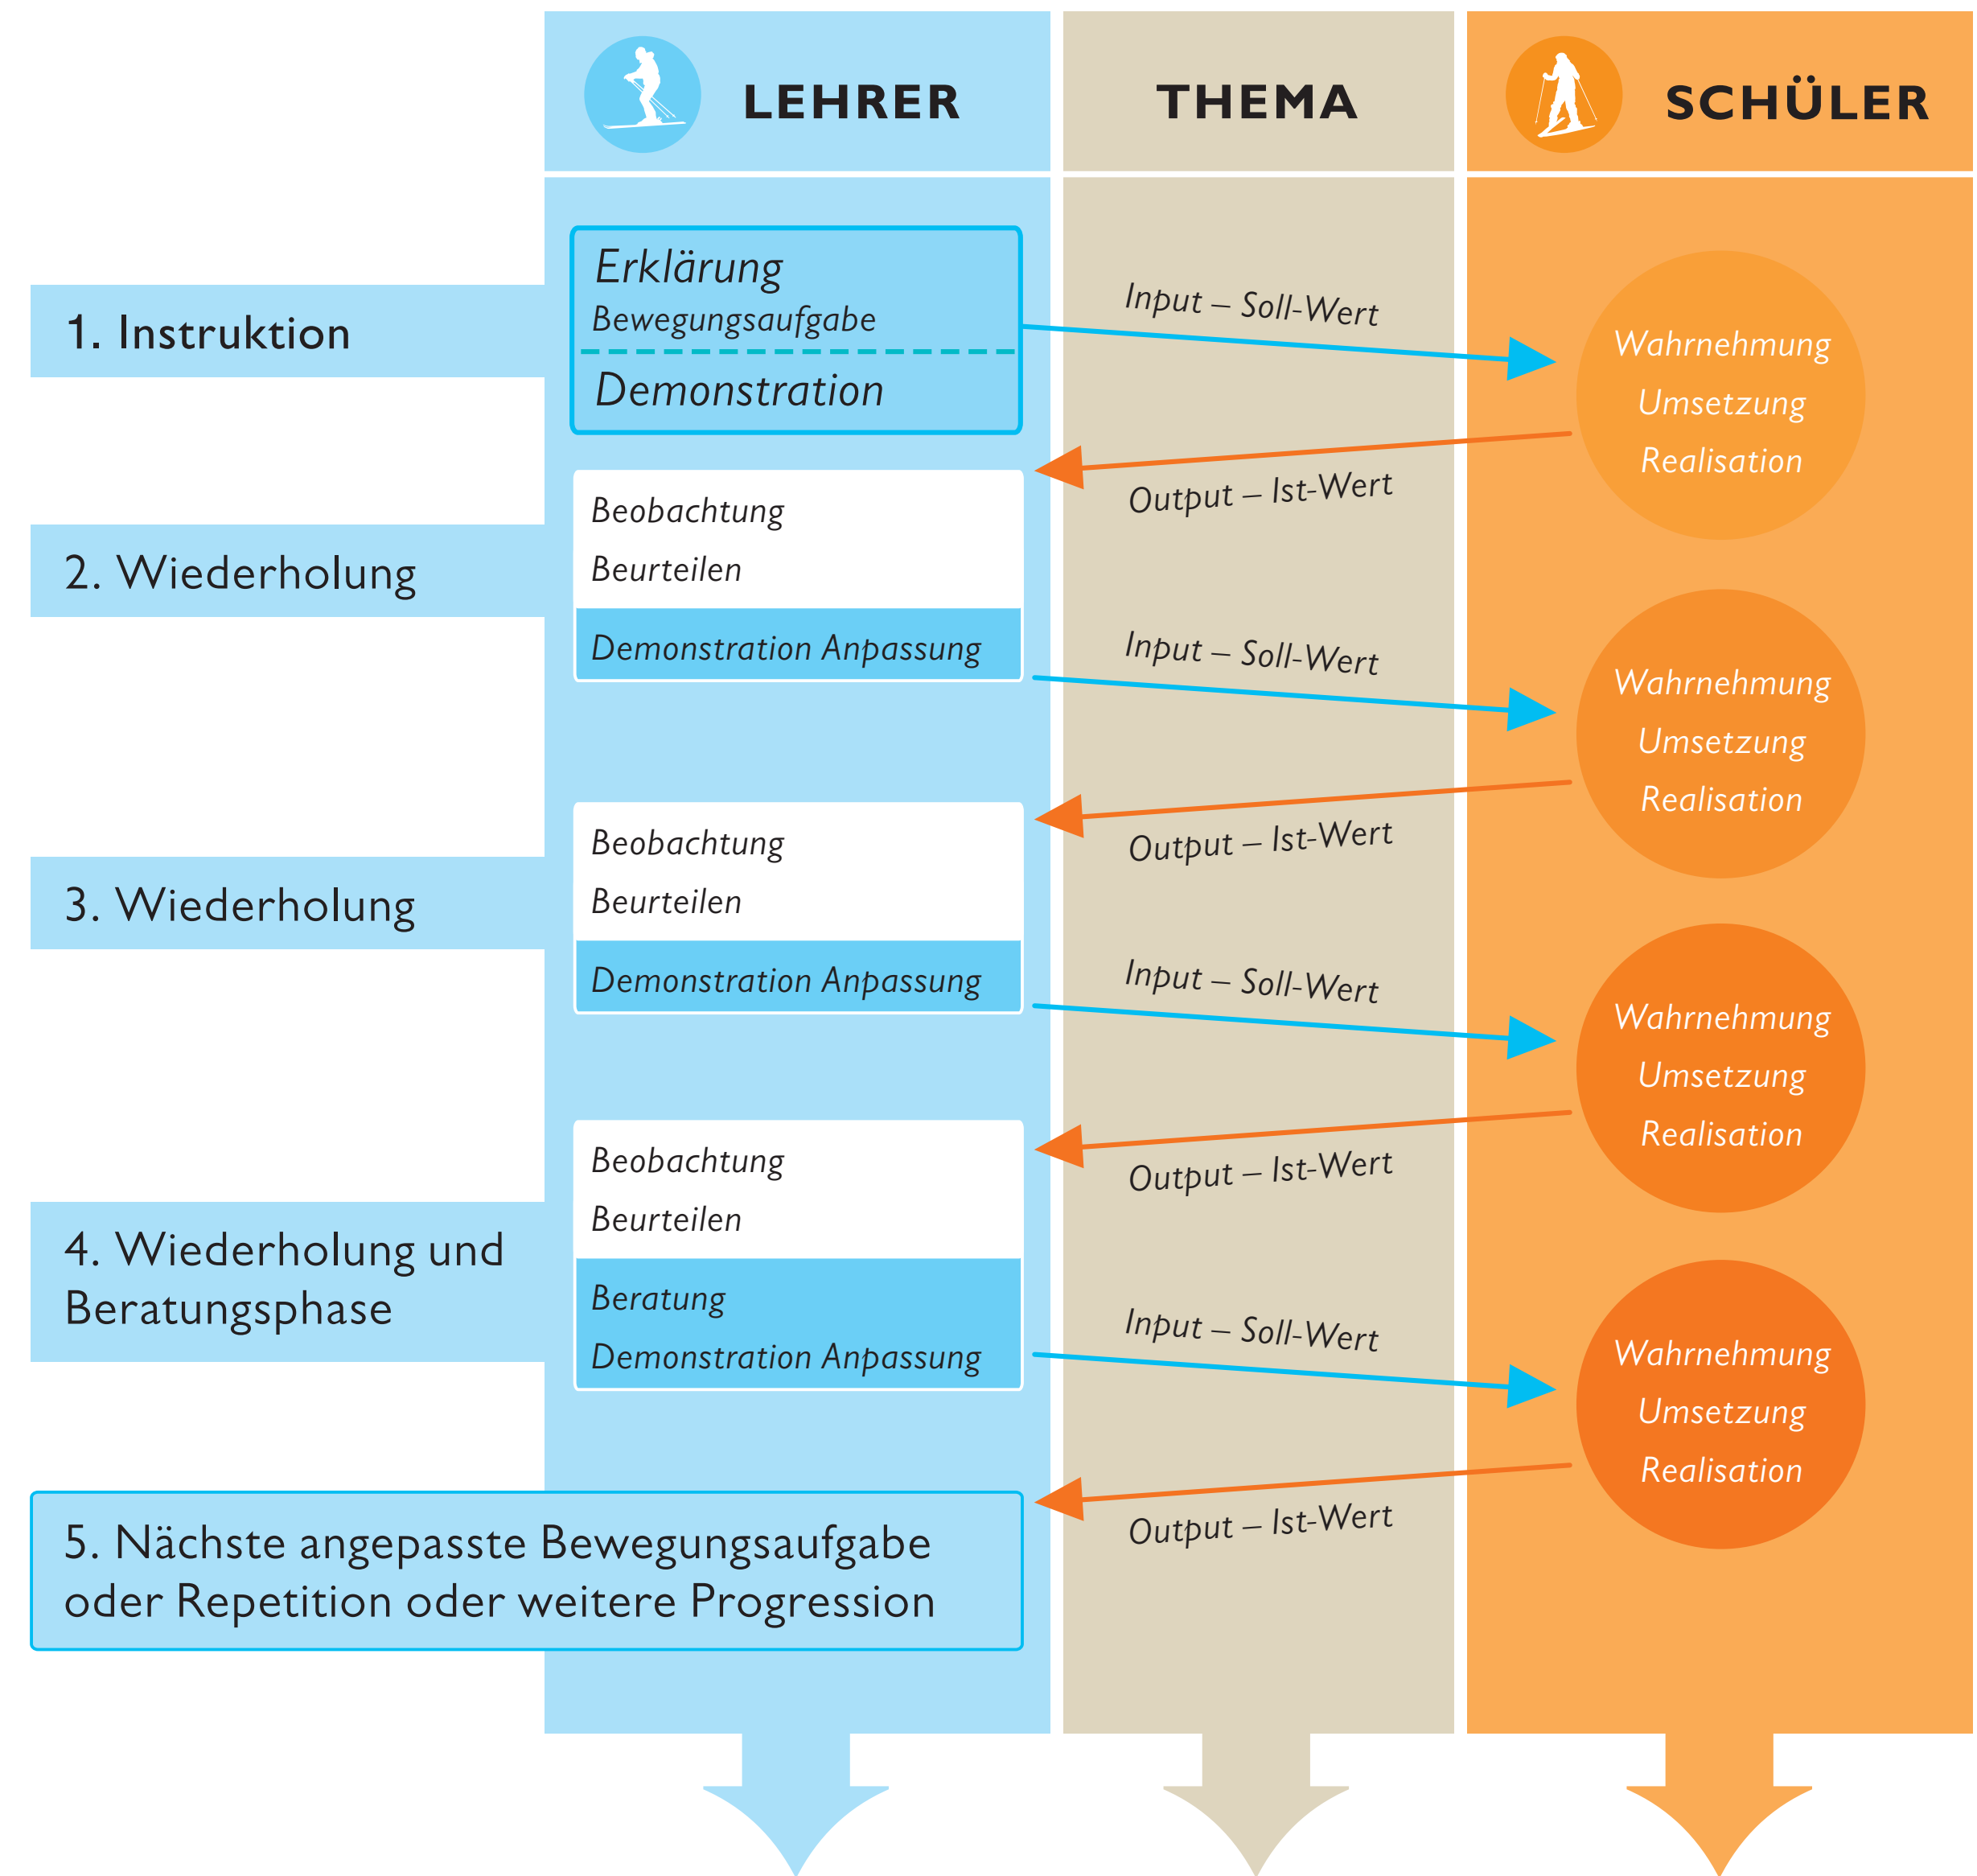 LEHRER
THEMA
SCHÜLER
1. Instruktion
Erklärung
Bewegungsaufgabe
Demonstration
Input – Soll-Wert
Wahrnehmung
Umsetzung
Realisation
Output – Ist-Wert
2. Wiederholung
Beobachtung
Beurteilen
Demonstration Anpassung
Input – Soll-Wert
Wahrnehmung
Umsetzung
Realisation
Output – Ist-Wert
3. Wiederholung
Beobachtung
Beurteilen
Demonstration Anpassung
Input – Soll-Wert
Wahrnehmung
Umsetzung
Realisation
Output – Ist-Wert
4. Wiederholung und
Beratungsphase
Beobachtung
Beurteilen
Beratung
Demonstration Anpassung
Input – Soll-Wert
Wahrnehmung
Umsetzung
Realisation
Output – Ist-Wert
5. Nächste angepasste Bewegungsaufgabe
oder Repetition oder weitere Progression